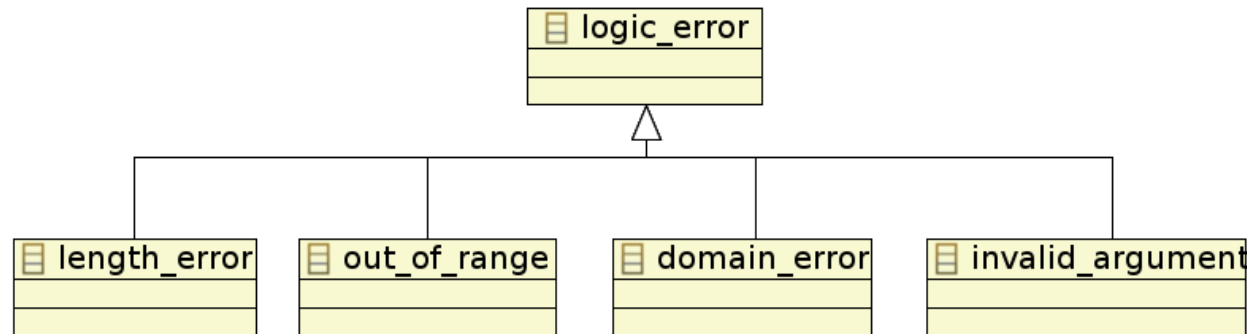 logic_error
length_error
out_of_range
domain_error
invalid_argument